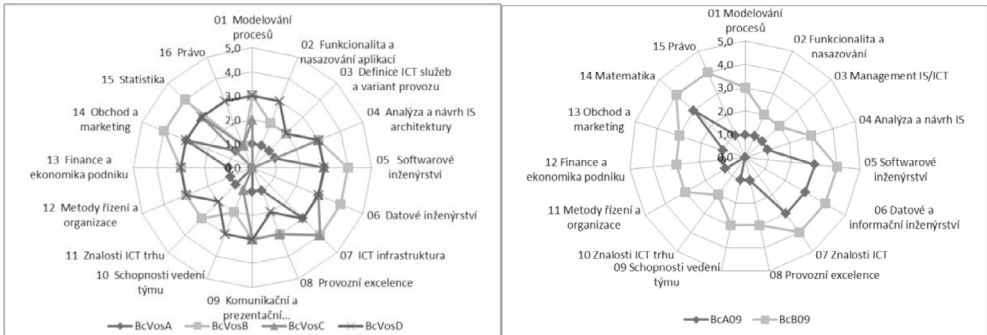 01 Modelování
procesů
02 Funkcionalita a
nasazování aplikací
03 Definice ICT služeb
a variant provozu
04 Analýza a návrh IS
architektury
05 Softwarové
inženýrství
06 Datové inženýrství
07 ICT infrastruktura
08 Provozní excelence
09 Komunikační a
prezentační...
10 Schopnosti vedení
týmu
11 Znalosti ICT trhu
12 Metody řízení a
organizace
13 Finance a
ekonomika podniku
14 Obchod a
marketing
15 Statistika
16 Právo
5,0
4,0
3,0
2,0
1,0
0,0
BcVosA
BcVosB
BcVosC
BcVosD
01 Modelování
procesů
02 Funkcionalita a
nasazování
03 Management IS/ICT
04 Analýza a návrh IS
05 Softwarové
inženýrství
06 Datové a
informační inženýrství
07 Znalosti ICT
08 Provozní excelence
09 Schopnosti vedení
týmu
10 Znalosti ICT trhu
11 Metody řízení a
organizace
12 Finance a
ekonomika podniku
13 Obchod a
marketing
14 Matematika
15 Právo
5,0
4,0
3,0
2,0
1,0
0,0
BcA09
BcB09